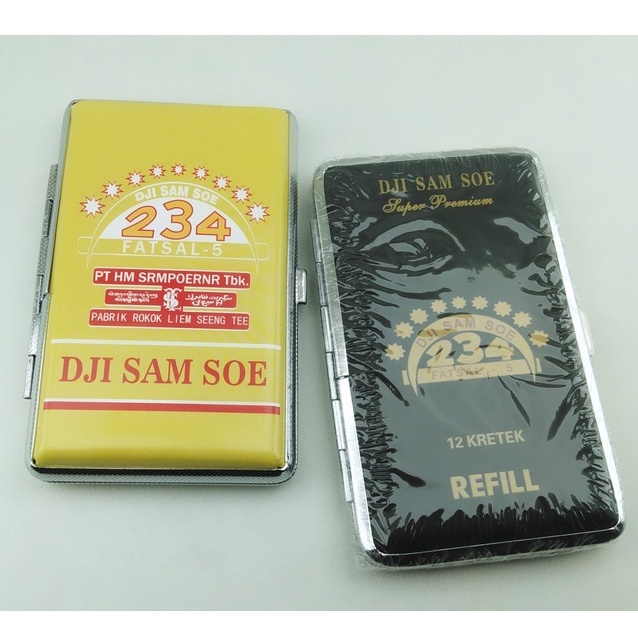 DJI SAM SOE
234
FATSAL-5
PT HM SRMPOERNR Tbk.
PABRIK ROKOK LIEM SEENG TEE
DJI SAM SOE
DJI SAM SOE
Super Premium
DJI SAM SOE
234
FATSAL - 5
12 KRETEK
REFILL